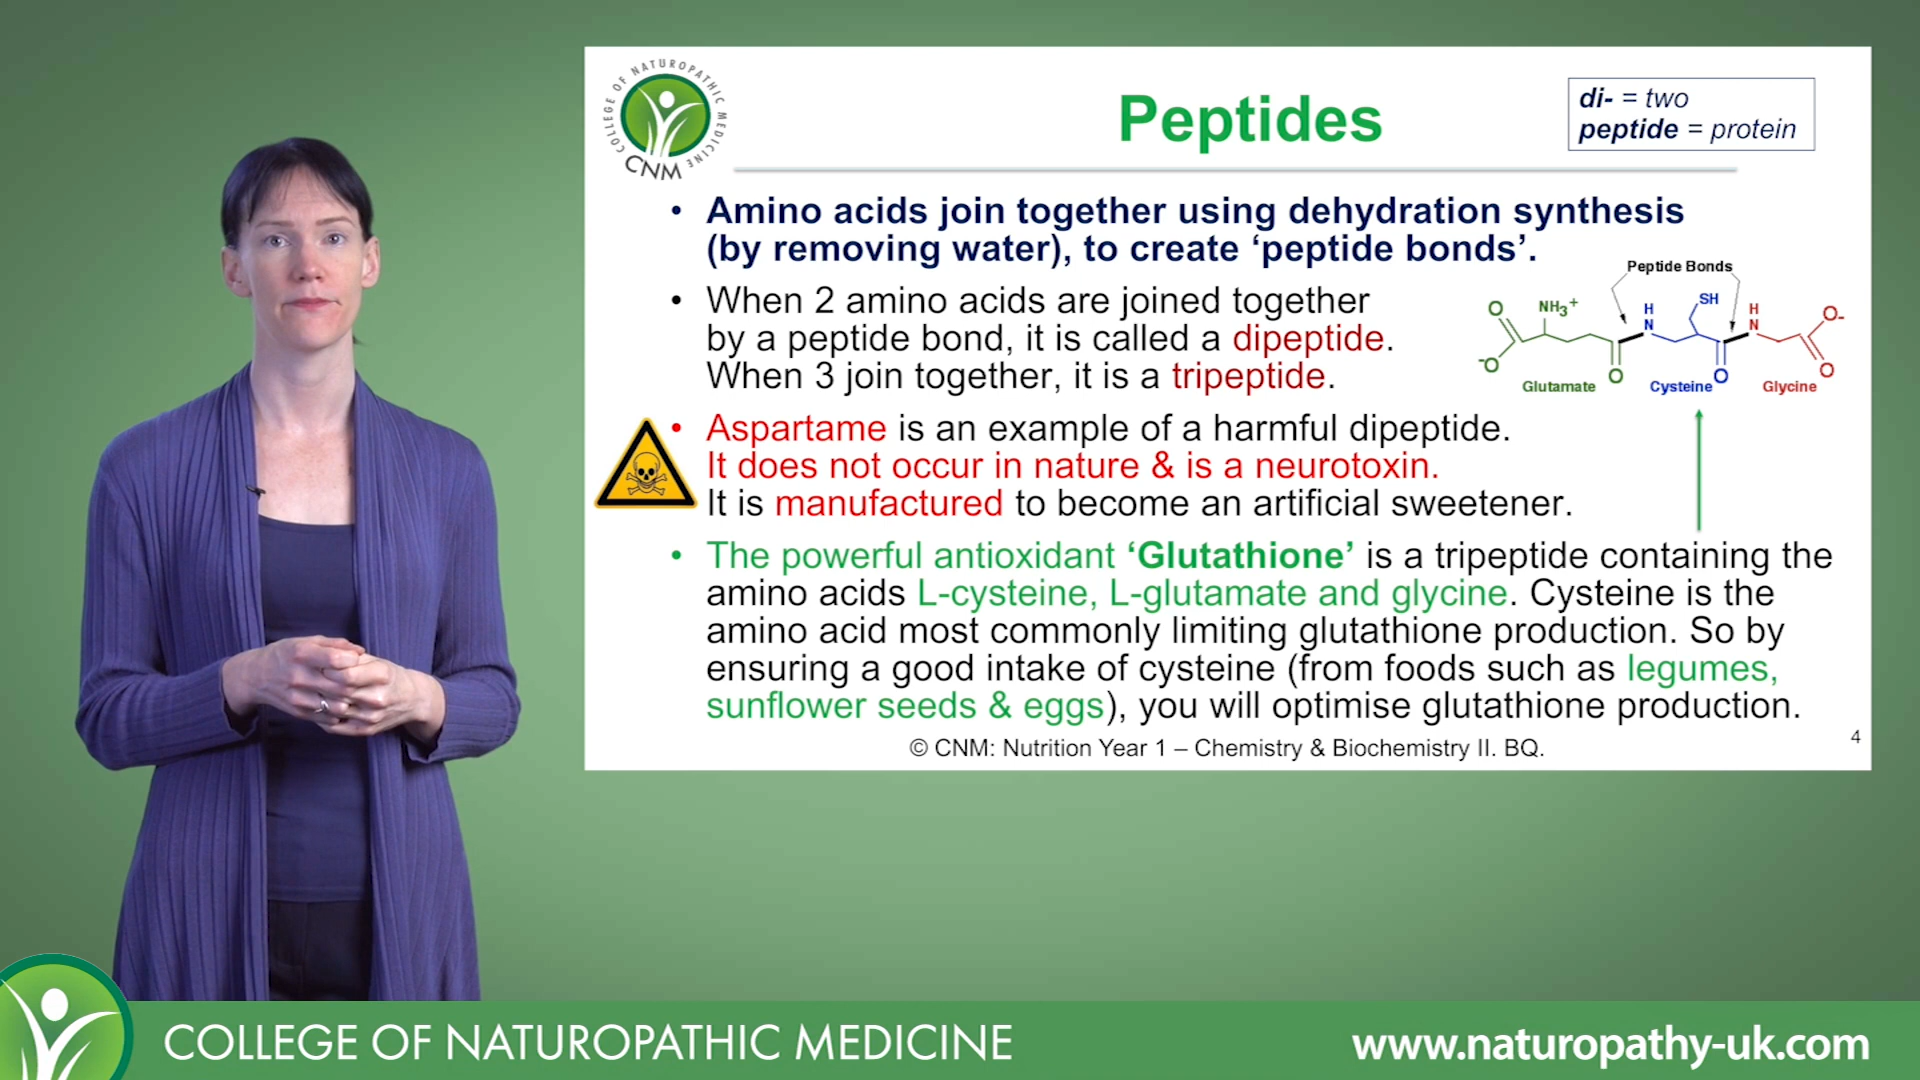 COLLEGE OF NATUROPATHIC MEDICINE
CNM
Peptides
di- = two
peptide = protein
• Amino acids join together using dehydration synthesis
(by removing water), to create ‘peptide bonds’.
• When 2 amino acids are joined together
by a peptide bond, it is called a dipeptide.
When 3 join together, it is a tripeptide.
Peptide Bonds
O
NH3+
H
N
SH
H
N
O-
-O
O
O
O
Glutamate
Cysteine
Glycine
• Aspartame is an example of a harmful dipeptide.
It does not occur in nature & is a neurotoxin.
It is manufactured to become an artificial sweetener.
• The powerful antioxidant ‘Glutathione’ is a tripeptide containing the
amino acids L-cysteine, L-glutamate and glycine. Cysteine is the
amino acid most commonly limiting glutathione production. So by
ensuring a good intake of cysteine (from foods such as legumes,
sunflower seeds & eggs), you will optimise glutathione production.
© CNM: Nutrition Year 1 – Chemistry & Biochemistry II. BQ.
4
COLLEGE OF NATUROPATHIC MEDICINE
www.naturopathy-uk.com